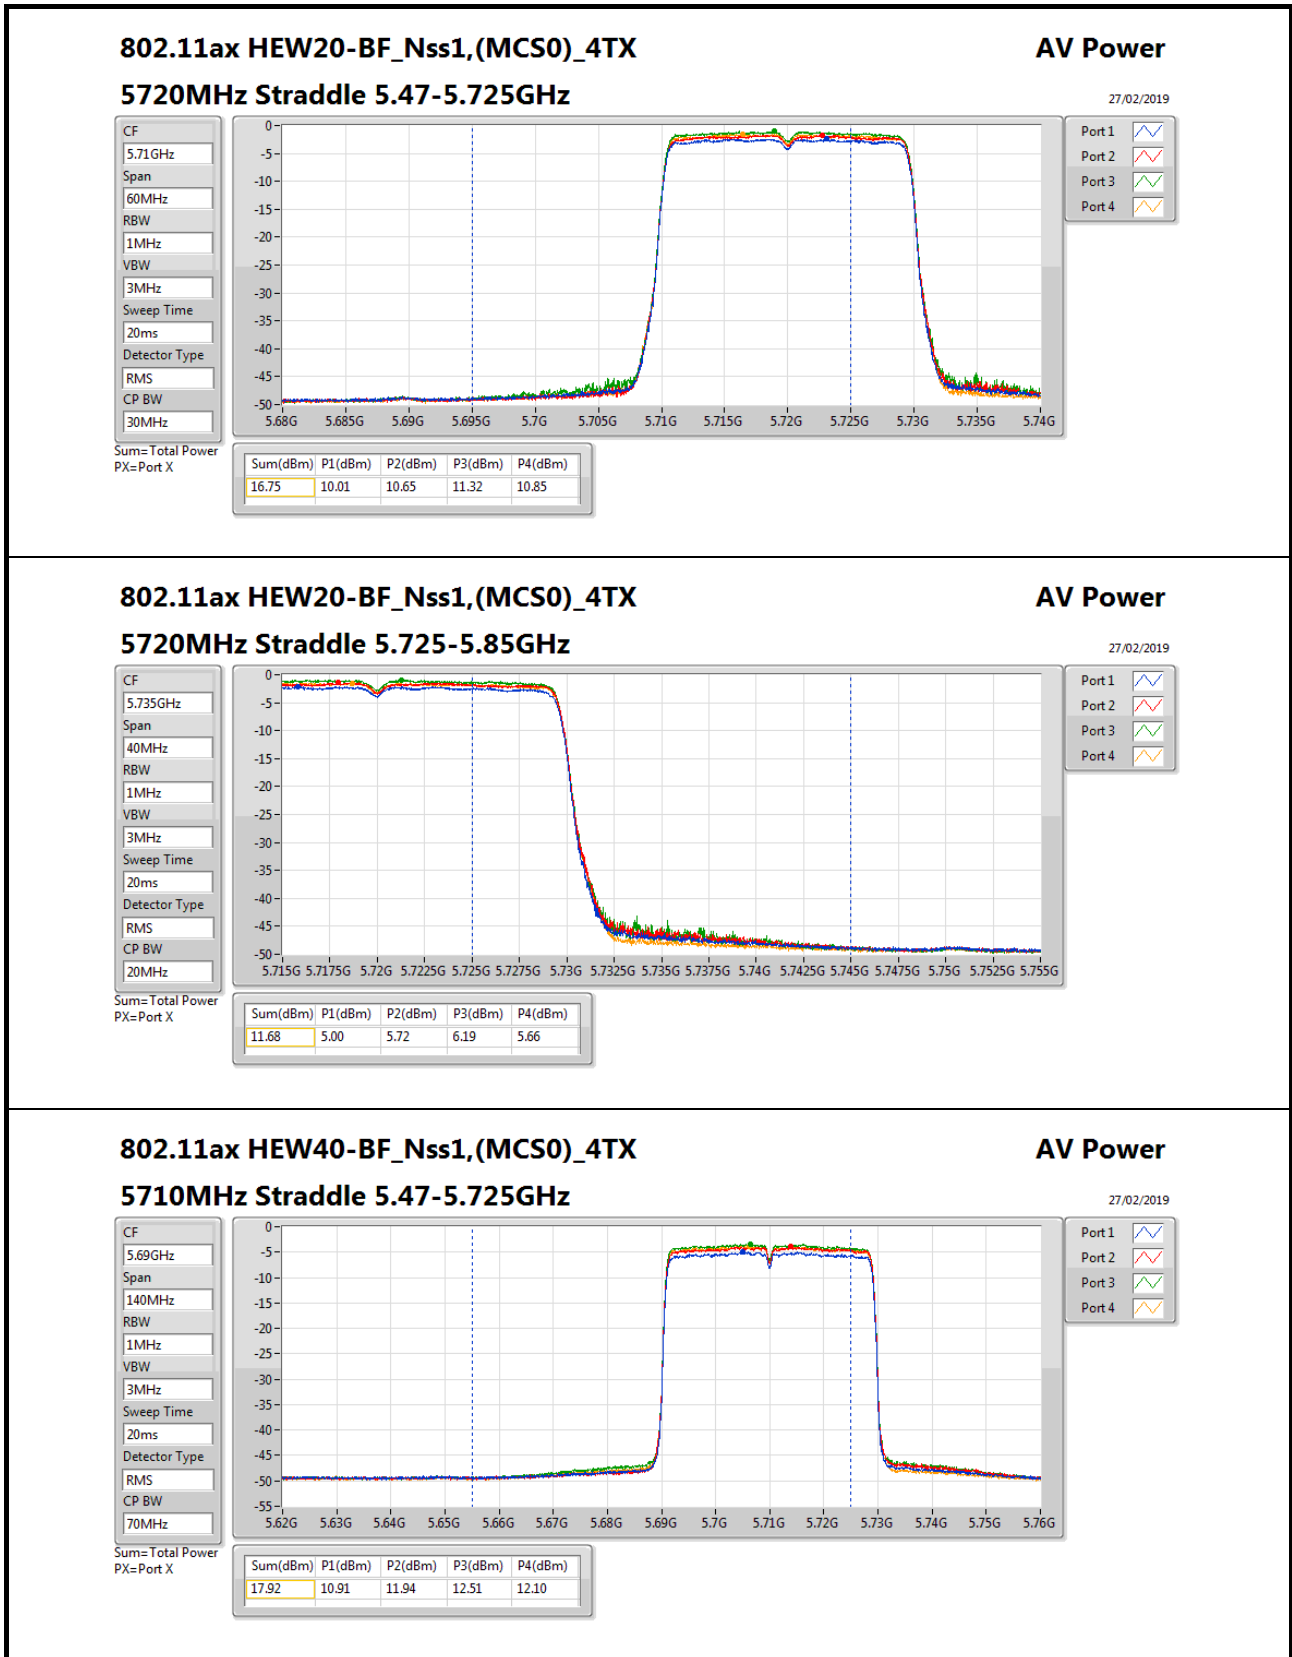 802.11ax HEW20-BF_Nss1,(MCS0)_4TX AV Power
5720MHz Straddle 5.47-5.725GHz 27/02/2019
CF
5.71GHz
Span
60MHz
RBW
1MHz
VBW
3MHz
Sweep Time
20ms
Detector Type
RMS
CP BW
30MHz
Sum=Total Power
PX=Port X
0
-5
-10
-15
-20
-25
-30
-35
-40
-45
-50
5.68G 5.685G 5.69G 5.695G 5.7G 5.705G 5.71G 5.715G 5.72G 5.725G 5.73G 5.735G 5.74G
Port 1
Port 2
Port 3
Port 4
Sum(dBm) P1(dBm) P2(dBm) P3(dBm) P4(dBm)
16.75 10.01 10.65 11.32 10.85
802.11ax HEW20-BF_Nss1,(MCS0)_4TX AV Power
5720MHz Straddle 5.725-5.85GHz 27/02/2019
CF
5.735GHz
Span
40MHz
RBW
1MHz
VBW
3MHz
Sweep Time
20ms
Detector Type
RMS
CP BW
20MHz
Sum=Total Power
PX=Port X
0
-5
-10
-15
-20
-25
-30
-35
-40
-45
-50
5.715G 5.7175G 5.72G 5.7225G 5.725G 5.7275G 5.73G 5.7325G 5.735G 5.7375G 5.74G 5.7425G 5.745G 5.7475G 5.75G 5.7525G 5.755G
Port 1
Port 2
Port 3
Port 4
Sum(dBm) P1(dBm) P2(dBm) P3(dBm) P4(dBm)
11.68 5.00 5.72 6.19 5.66
802.11ax HEW40-BF_Nss1,(MCS0)_4TX AV Power
5710MHz Straddle 5.47-5.725GHz 27/02/2019
CF
5.69GHz
Span
140MHz
RBW
1MHz
VBW
3MHz
Sweep Time
20ms
Detector Type
RMS
CP BW
70MHz
Sum=Total Power
PX=Port X
0
-5
-10
-15
-20
-25
-30
-35
-40
-45
-50
-55
5.62G 5.63G 5.64G 5.65G 5.66G 5.67G 5.68G 5.69G 5.7G 5.71G 5.72G 5.73G 5.74G 5.75G 5.76G
Port 1
Port 2
Port 3
Port 4
Sum(dBm) P1(dBm) P2(dBm) P3(dBm) P4(dBm)
17.92 10.91 11.94 12.51 12.10